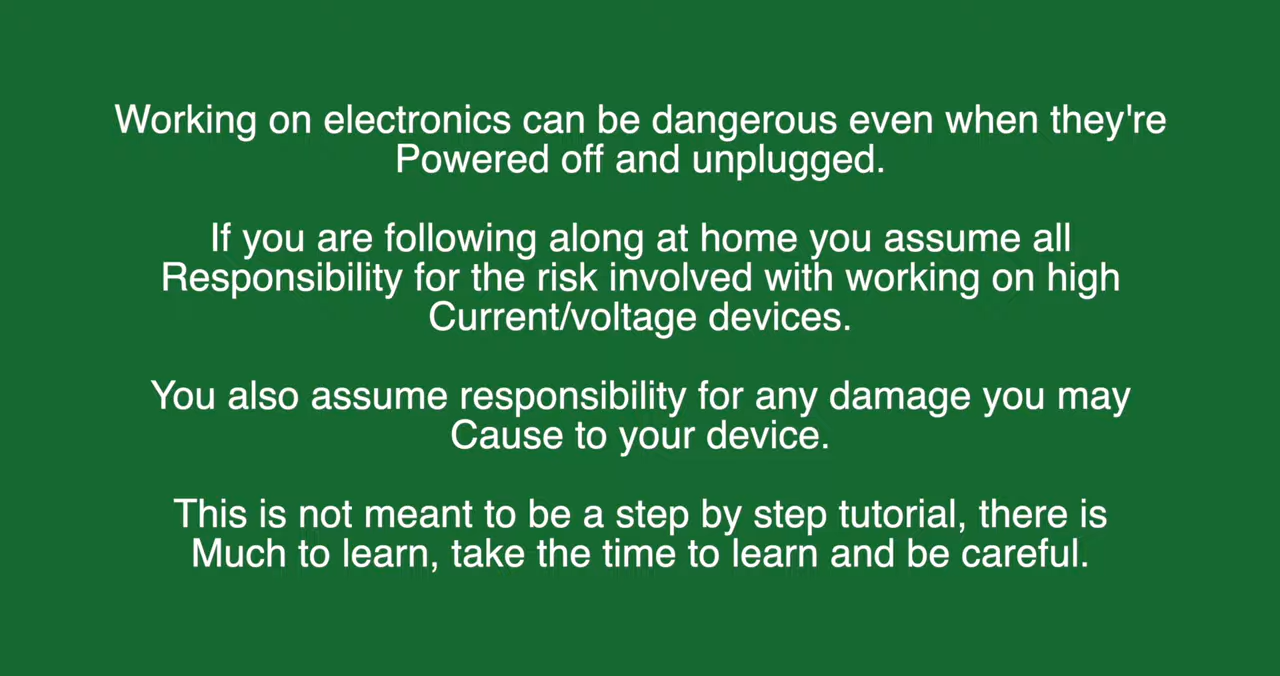 Working on electronics can be dangerous even when they're
Powered off and unplugged.
If you are following along at home you assume all
Responsibility for the risk involved with working on high
Current/voltage devices.
You also assume responsibility for any damage you may
Cause to your device.
This is not meant to be a step by step tutorial, there is
Much to learn, take the time to learn and be careful.